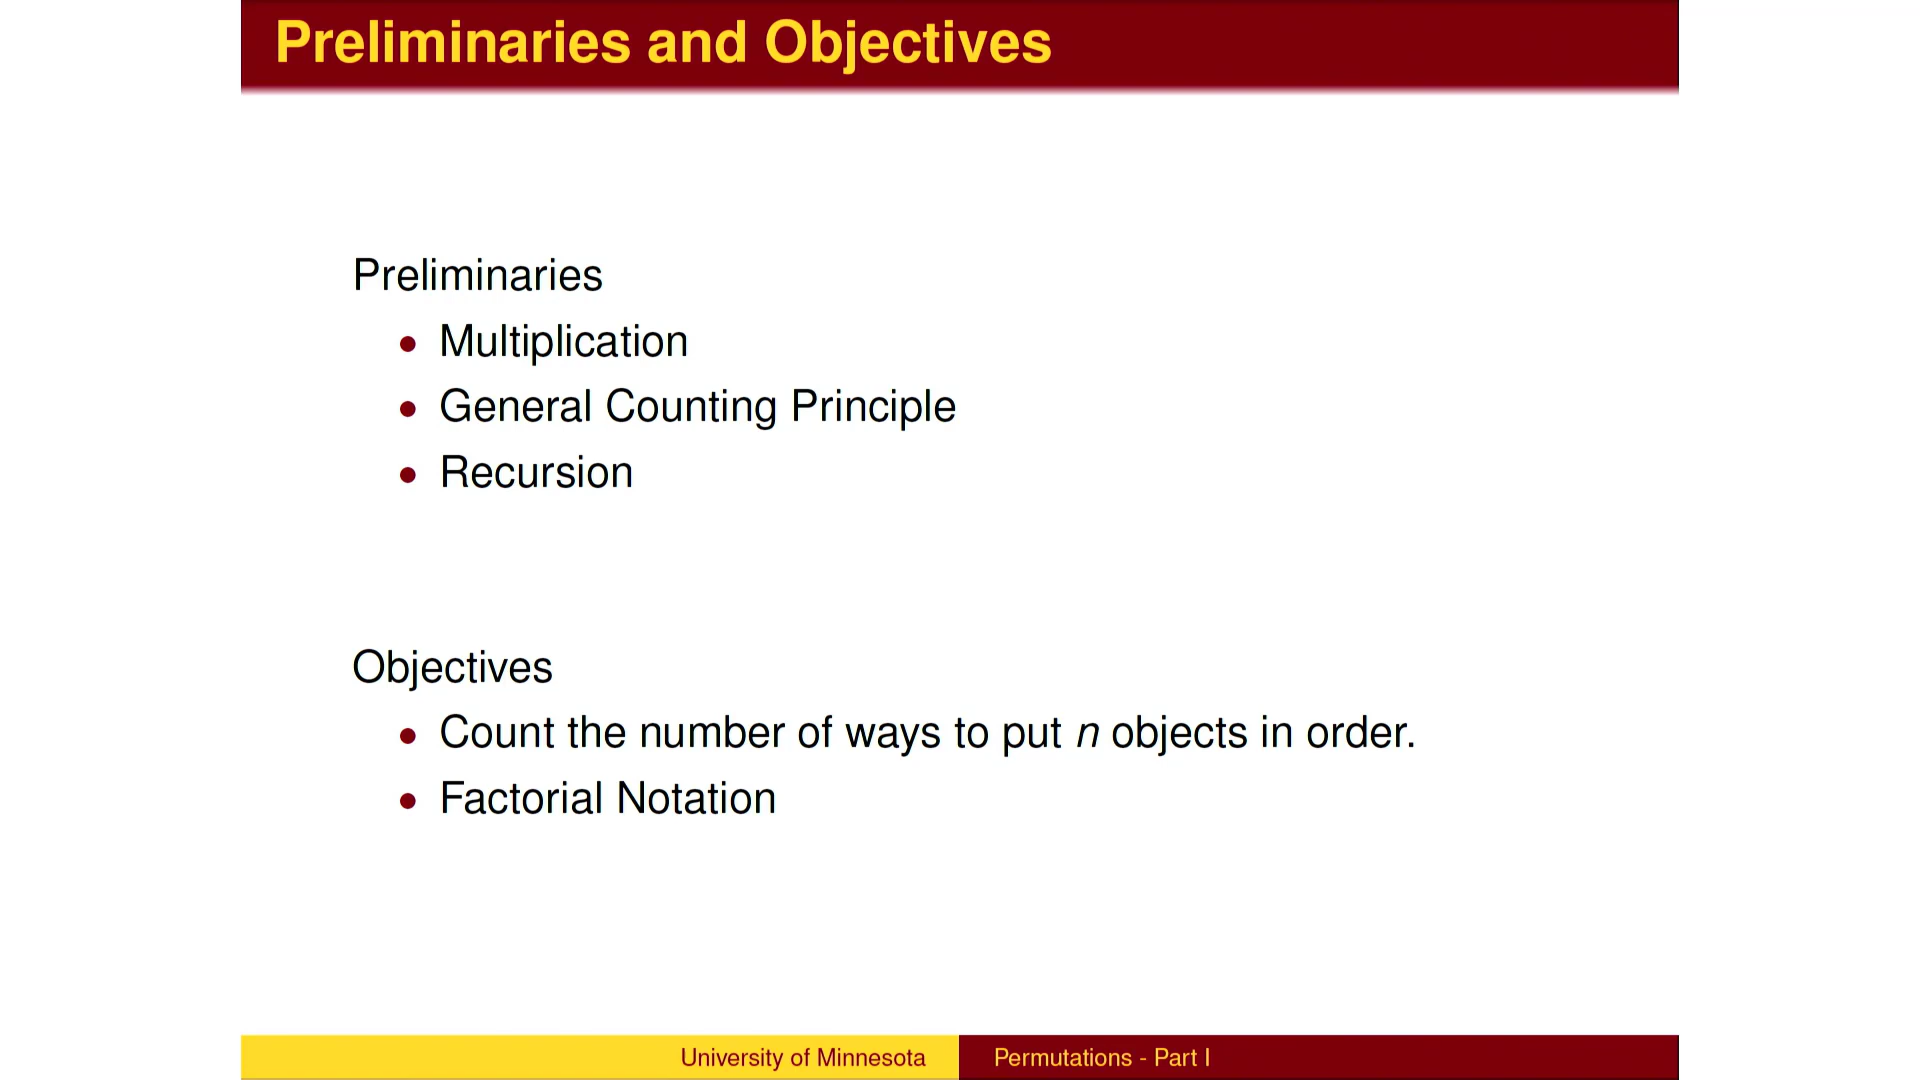 Preliminaries and Objectives
Preliminaries
• Multiplication
• General Counting Principle
• Recursion
Objectives
• Count the number of ways to put n objects in order.
• Factorial Notation
University of Minnesota
Permutations - Part I